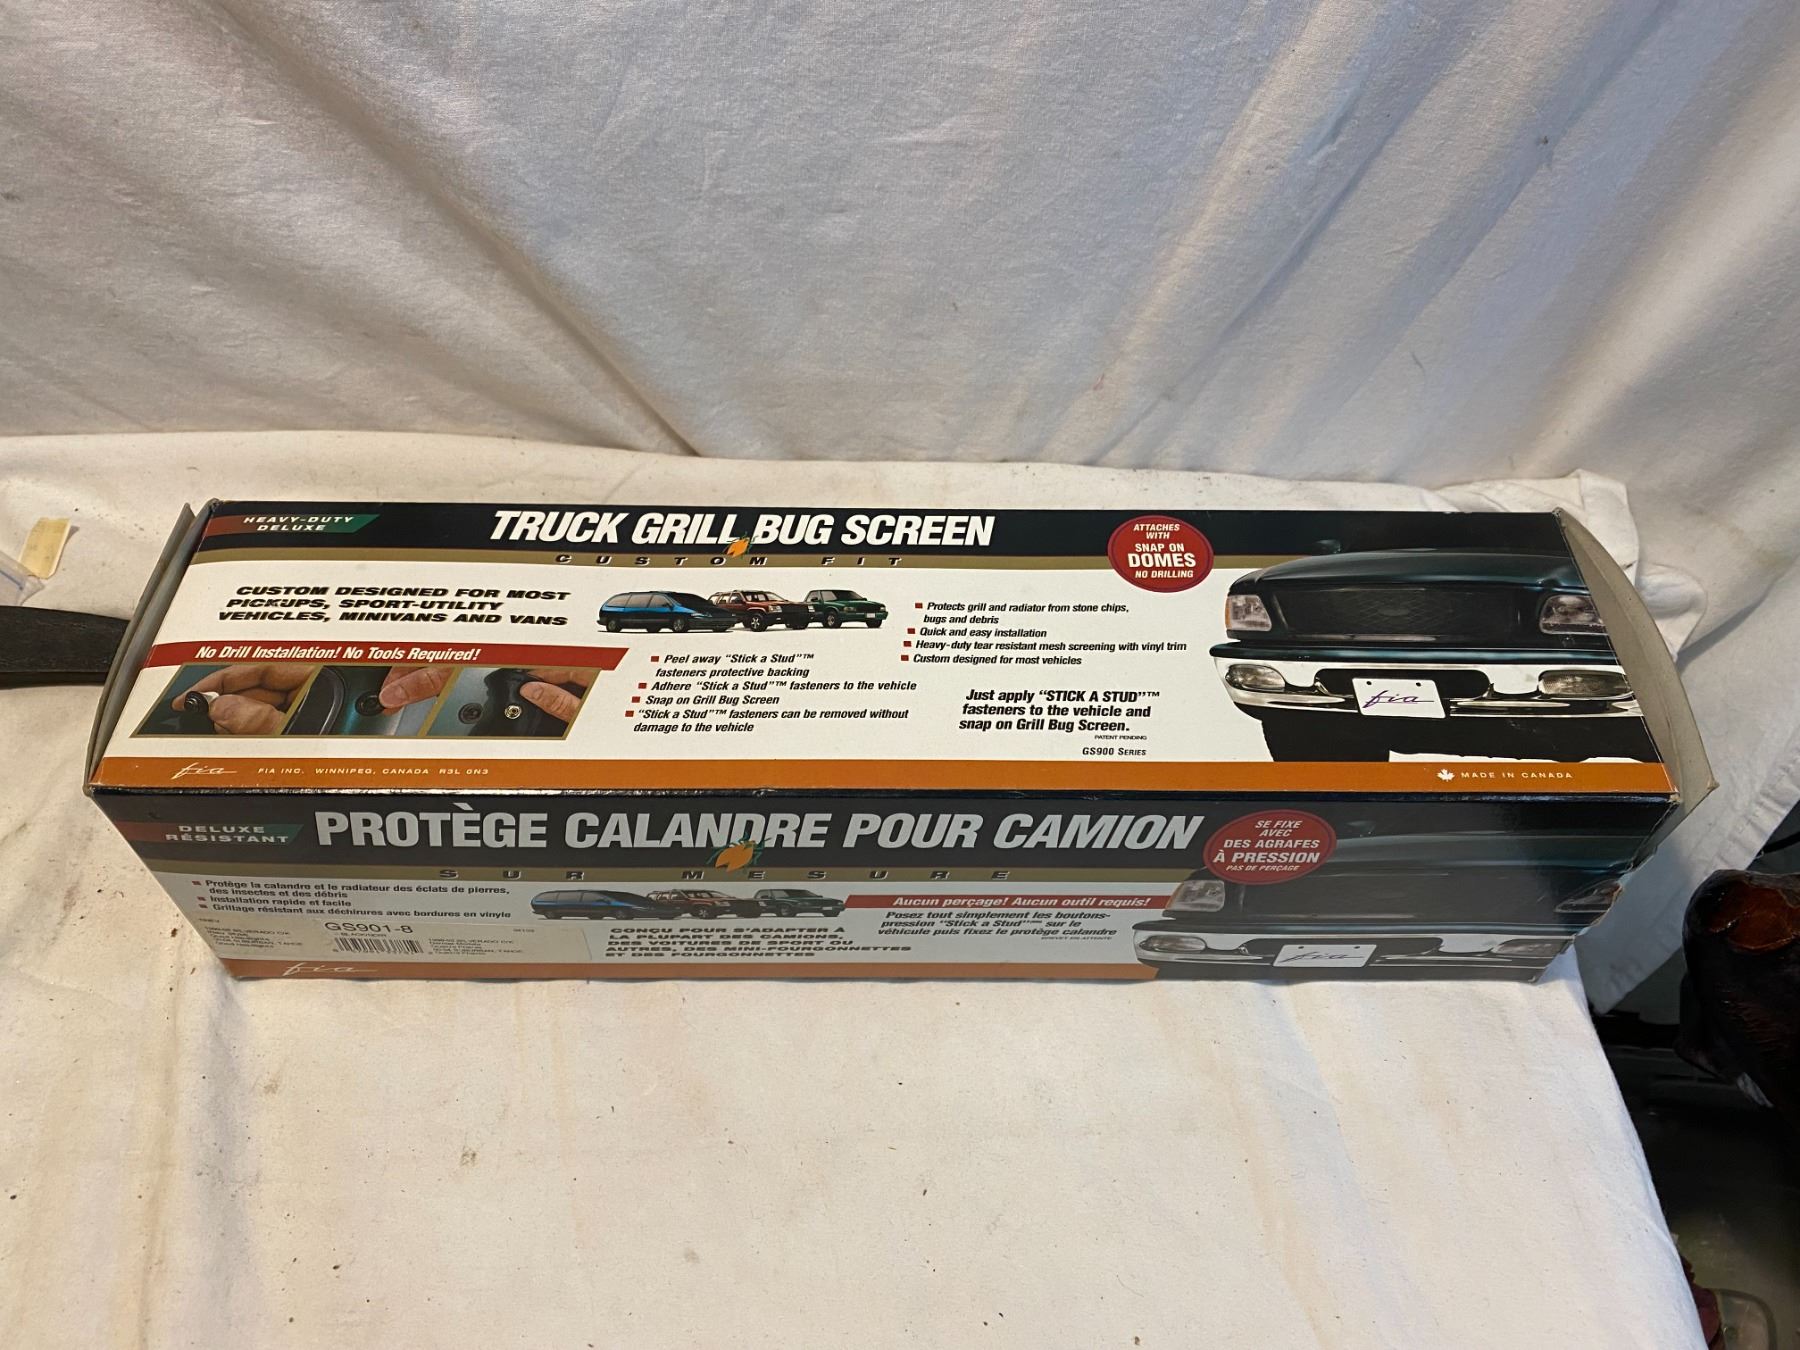 HEAVY-DUTY
DELUXE
TRUCK GRILL BUG SCREEN
CUSTOM FIT
ATTACHES
WITH
SNAP ON
DOMES
NO DRILLING
CUSTOM DESIGNED FOR MOST
PICKUPS, SPORT-UTILITY
VEHICLES, MINIVANS AND VANS
No Drill Installation! No Tools Required!
Peel away "Stick a Stud"™
fasteners protective backing
Adhere "Stick a Stud"™ fasteners to the vehicle
Snap on Grill Bug Screen
"Stick a Stud"™ fasteners can be removed without
damage to the vehicle
Protects grill and radiator from stone chips,
bugs and debris
Quick and easy installation
Heavy-duty tear resistant mesh screening with vinyl trim
Custom designed for most vehicles
Just apply "STICK A STUD"™
fasteners to the vehicle and
snap on Grill Bug Screen.
PATENT PENDING
GS900 SERIES
fia
fia FIA INC. WINNIPEG, CANADA R3L 0N3
MADE IN CANADA
DELUXE
RÉSISTANT
PROTÈGE CALANDRE POUR CAMION
SUR MESURE
SE FIXE
AVEC
DES AGRAFES
À PRESSION
PAS DE PERÇAGE
Protège la calandre et le radiateur des éclats de pierres,
des insectes et des débris
Installation rapide et facile
Grillage résistant aux déchirures avec bordures en vinyle
GS901-8
CONÇU POUR S'ADAPTER À
LA PLUPART DES CAMIONS,
DES VOITURES DE SPORT OU
AUTRES, DES MINI-FOURGONNETTES
ET DES FOURGONNETTES
Aucun perçage! Aucun outil requis!
Posez tout simplement les boutons-
pression "Stick a Stud"™ sur le
véhicule puis fixez le protège calandre
BREVET EN ATTENTE
fia
fia